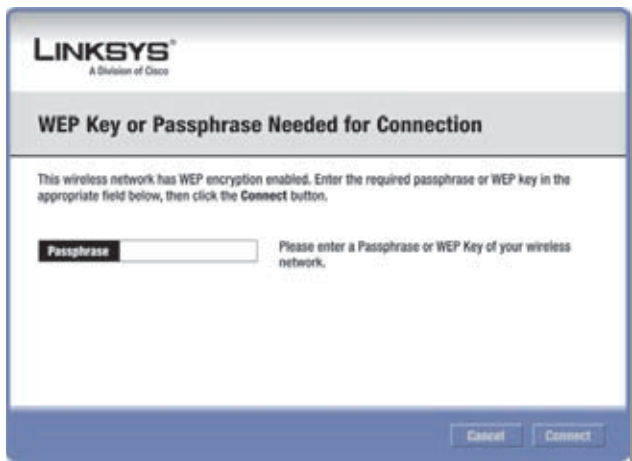 LINKSYS®
A Division of Cisco
WEP Key or Passphrase Needed for Connection
This wireless network has WEP encryption enabled. Enter the required passphrase or WEP key in the
appropriate field below, then click the Connect button.
Passphrase
Please enter a Passphrase or WEP Key of your wireless
network.
Cancel
Connect